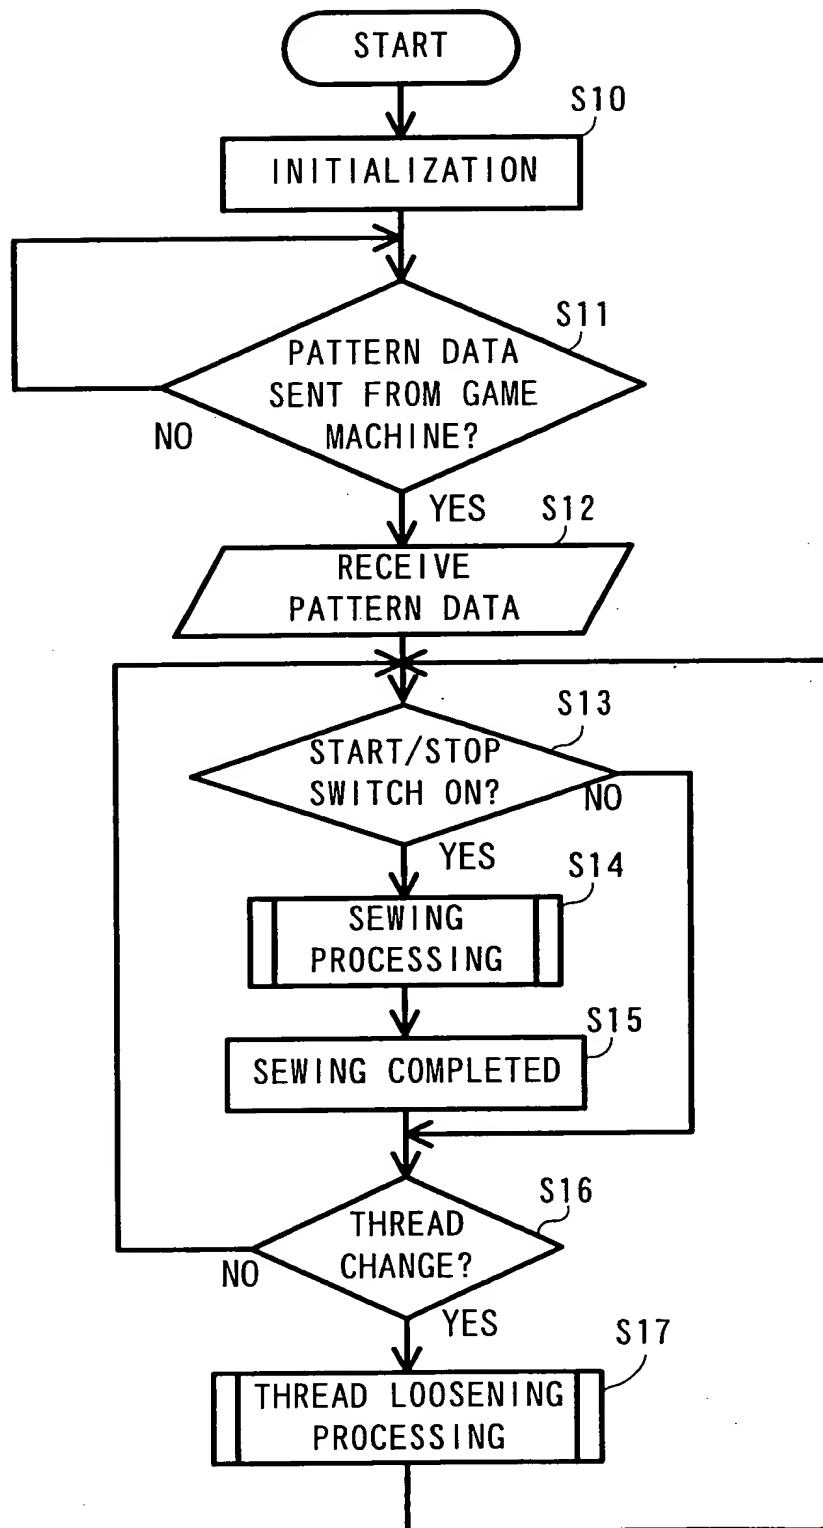 START
S10
INITIALIZATION
S11
PATTERN DATA
SENT FROM GAME
MACHINE?
NO
YES
S12
RECEIVE
PATTERN DATA
S13
START/STOP
SWITCH ON?
NO
YES
S14
SEWING
PROCESSING
S15
SEWING COMPLETED
S16
THREAD
CHANGE?
NO
YES
S17
THREAD LOOSENING
PROCESSING